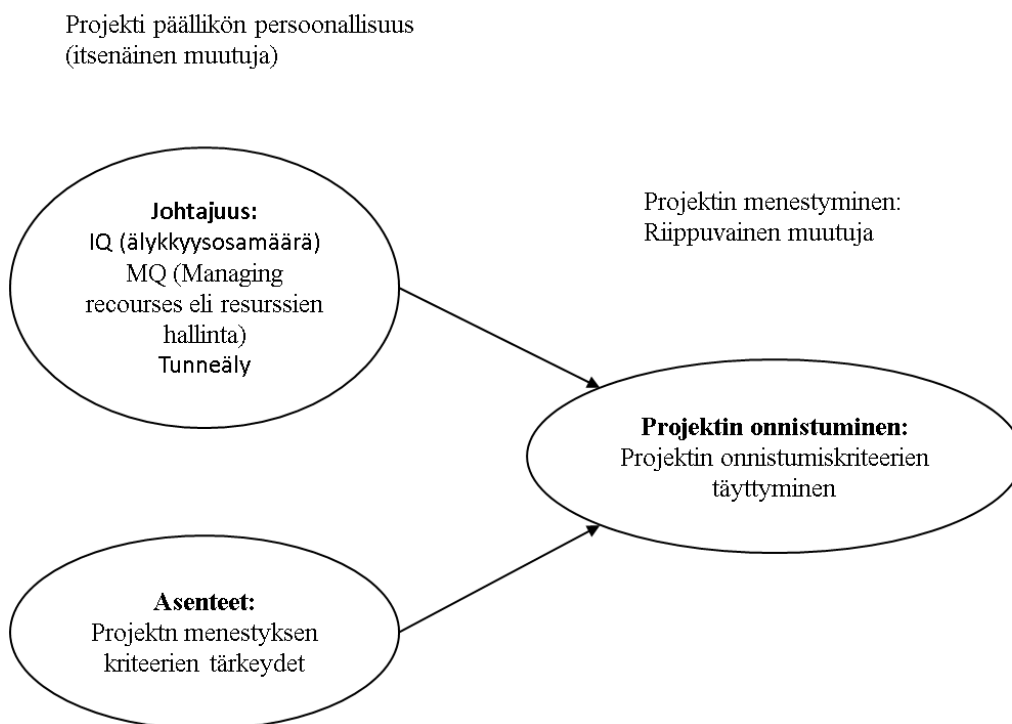 Projekti päällikön persoonallisuus
(itsenäinen muutuja)
Johtajuus:
IQ (älykkyysosamäärä)
MQ (Managing
recourses eli resurssien
hallinta)
Tunneäly
Projektin menestyminen:
Riippuvainen muutuja
Projektin onnistuminen:
Projektin onnistumiskriteerien
täyttyminen
Asenteet:
Projektn menestyksen
kriteerien tärkeydet